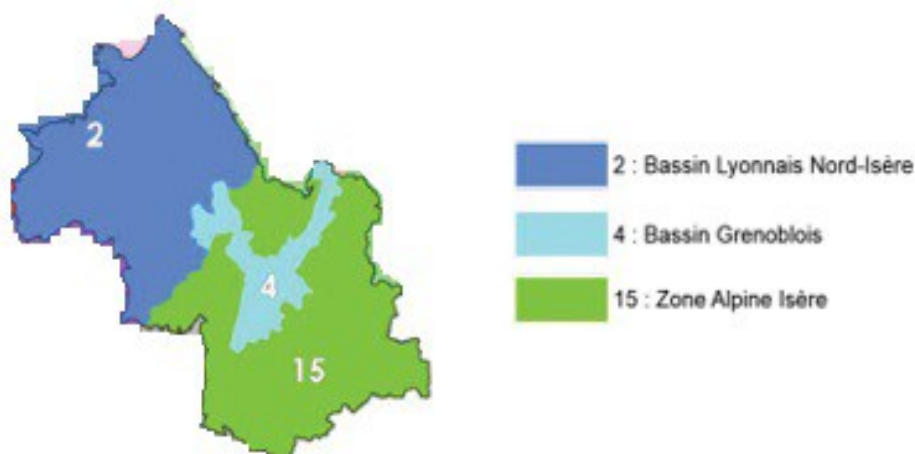 2
4
15
2 : Bassin Lyonnais Nord-Isère
4 : Bassin Grenoblois
15 : Zone Alpine Isère